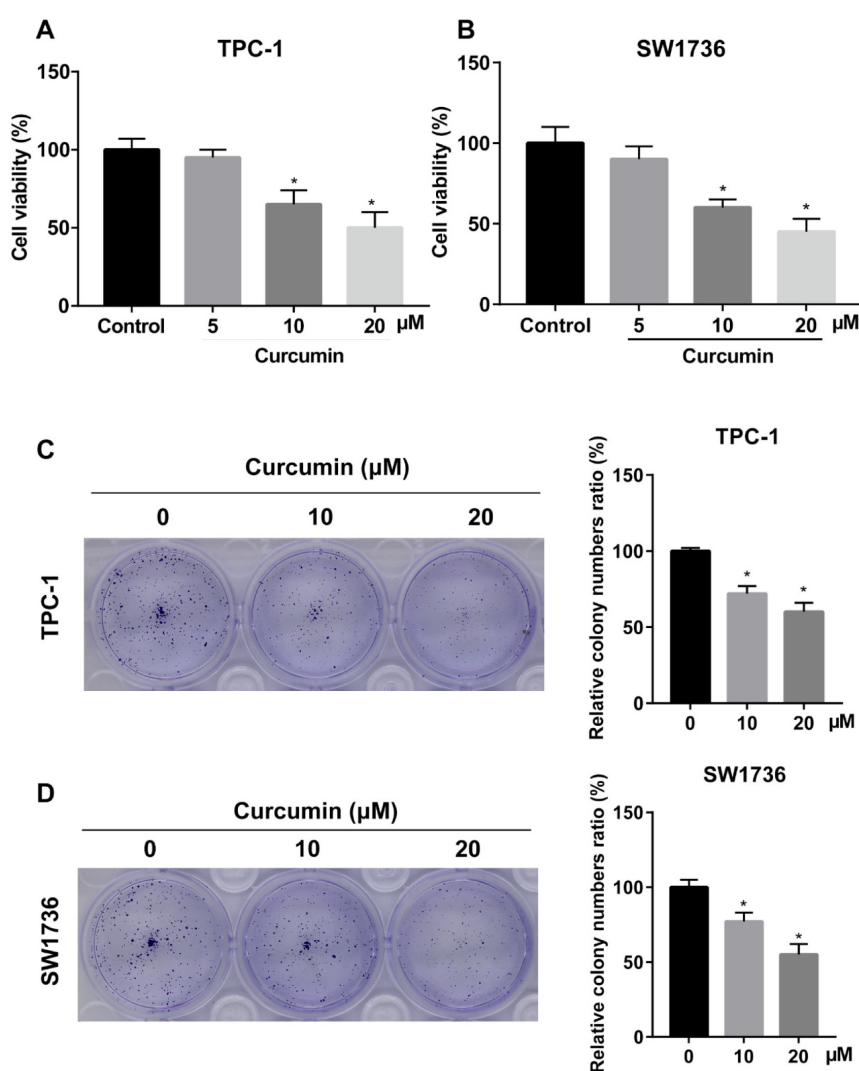 A
TPC-1
Cell viability (%)
150
100
50
0
Control
5
10
20
μM
*
*
Curcumin
B
SW1736
Cell viability (%)
150
100
50
0
Control
5
10
20
μM
*
*
Curcumin
C
Curcumin (μM)
0
10
20
TPC-1
TPC-1
Relative colony numbers ratio (%)
150
100
50
0
*
*
0
10
20
μM
D
Curcumin (μM)
0
10
20
SW1736
SW1736
Relative colony numbers ratio (%)
150
100
50
0
*
*
0
10
20
μM